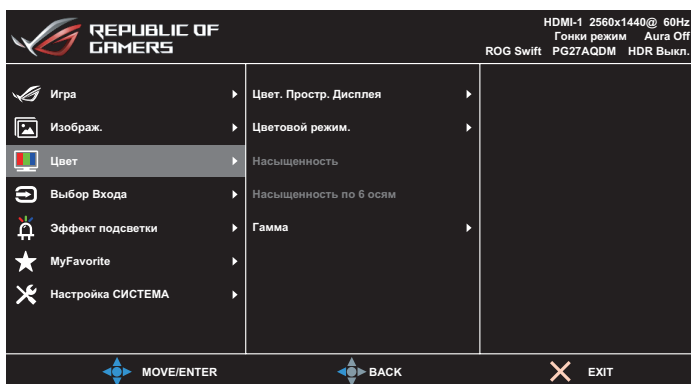 REPUBLIC OF
GAMERS
HDMI-1 2560x1440@ 60Hz
Гонки режим Aura Off
ROG Swift PG27AQDM HDR Выкл.
Игра
Изображ.
Цвет
Выбор Входа
Эффект подсветки
MyFavorite
Настройка СИСТЕМА
Цвет. Простр. Дисплея
Цветовой режим.
Насыщенность
Насыщенность по 6 осям
Гамма
MOVE/ENTER
BACK
EXIT